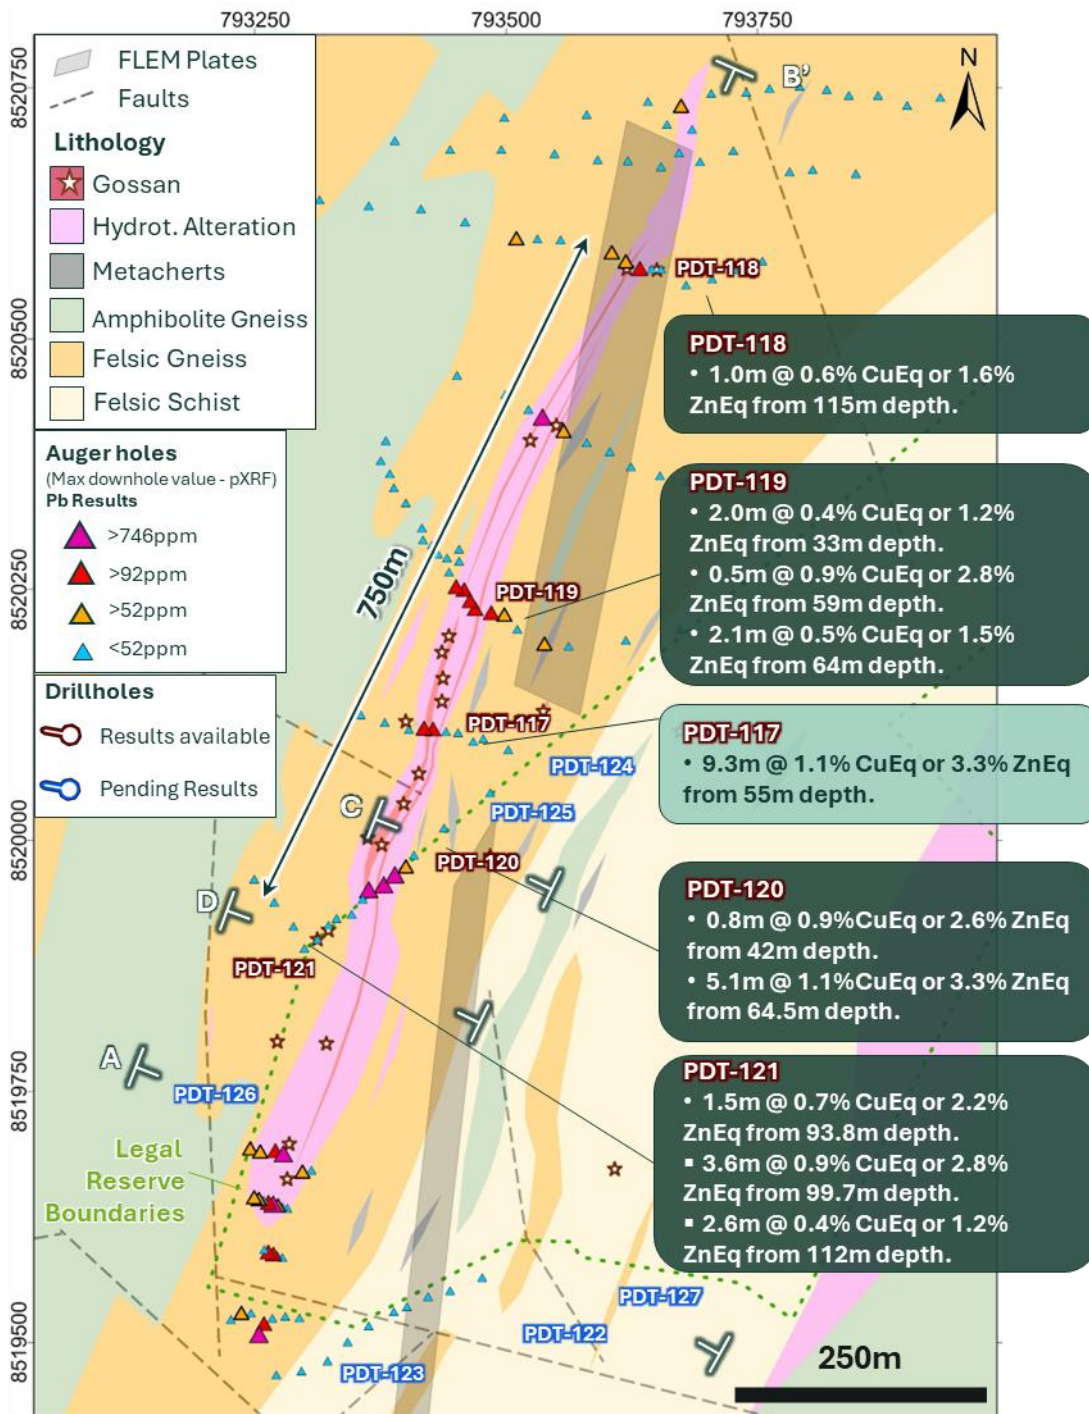 793250
793500
793750
8520750
8520500
8520250
8520000
8519750
8519500
FLEM Plates
Faults
Lithology
Gossan
Hydrot. Alteration
Metacherts
Amphibolite Gneiss
Felsic Gneiss
Felsic Schist
Auger holes
(Max downhole value - pXRF)
Pb Results
>746ppm
>92ppm
>52ppm
<52ppm
Drillholes
Results available
Pending Results
N
B’
750m
C
D
A
PDT-118
PDT-119
PDT-117
PDT-124
PDT-125
PDT-120
PDT-121
PDT-126
Legal
Reserve
Boundaries
PDT-127
PDT-122
PDT-123
250m
PDT-118
• 1.0m @ 0.6% CuEq or 1.6%
ZnEq from 115m depth.
PDT-119
• 2.0m @ 0.4% CuEq or 1.2%
ZnEq from 33m depth.
• 0.5m @ 0.9% CuEq or 2.8%
ZnEq from 59m depth.
• 2.1m @ 0.5% CuEq or 1.5%
ZnEq from 64m depth.
PDT-117
• 9.3m @ 1.1% CuEq or 3.3% ZnEq
from 55m depth.
PDT-120
• 0.8m @ 0.9%CuEq or 2.6% ZnEq
from 42m depth.
• 5.1m @ 1.1%CuEq or 3.3% ZnEq
from 64.5m depth.
PDT-121
• 1.5m @ 0.7% CuEq or 2.2%
ZnEq from 93.8m depth.
▪ 3.6m @ 0.9% CuEq or 2.8%
ZnEq from 99.7m depth.
▪ 2.6m @ 0.4% CuEq or 1.2%
ZnEq from 112m depth.